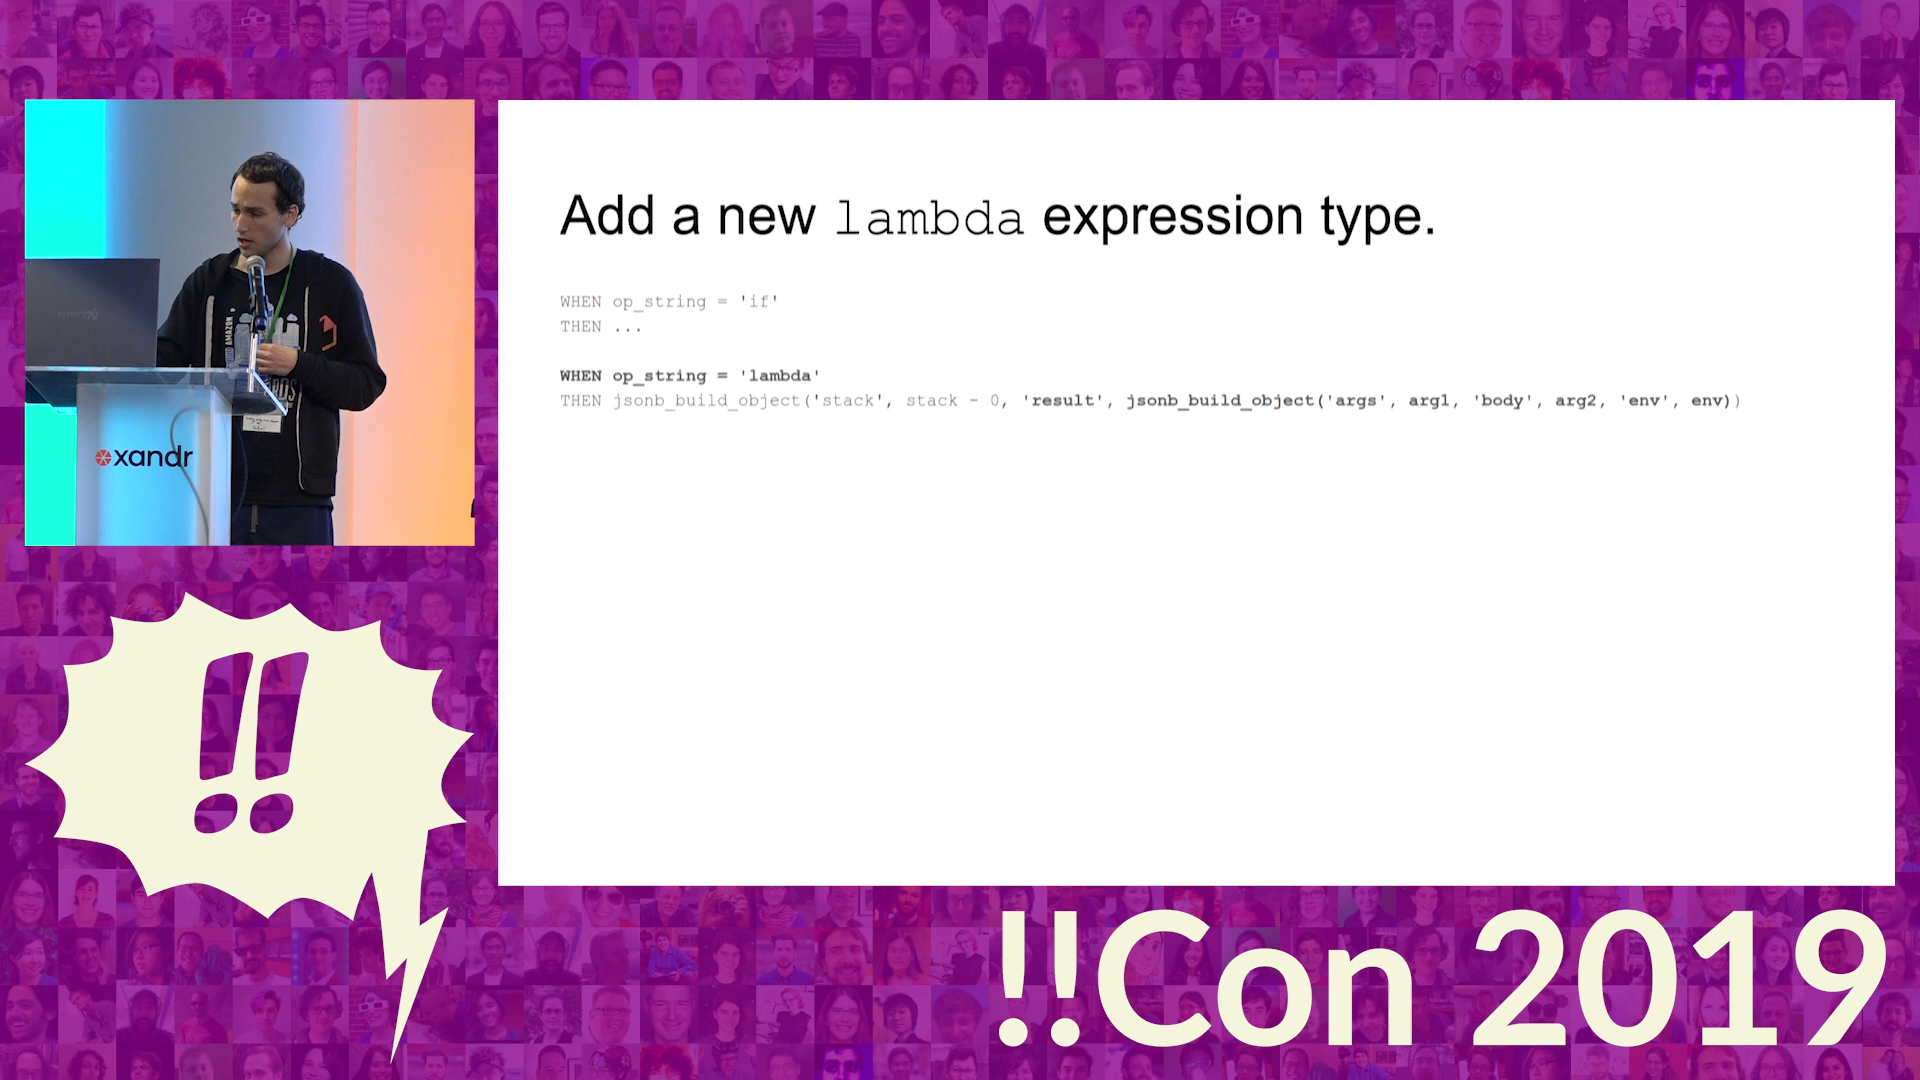 Add a new lambda expression type.
WHEN op_string = 'if'
THEN ...
WHEN op_string = 'lambda'
THEN jsonb_build_object('stack', stack - 0, 'result', jsonb_build_object('args', arg1, 'body', arg2, 'env', env))
AMAZON
xandr
!!
!!Con 2019